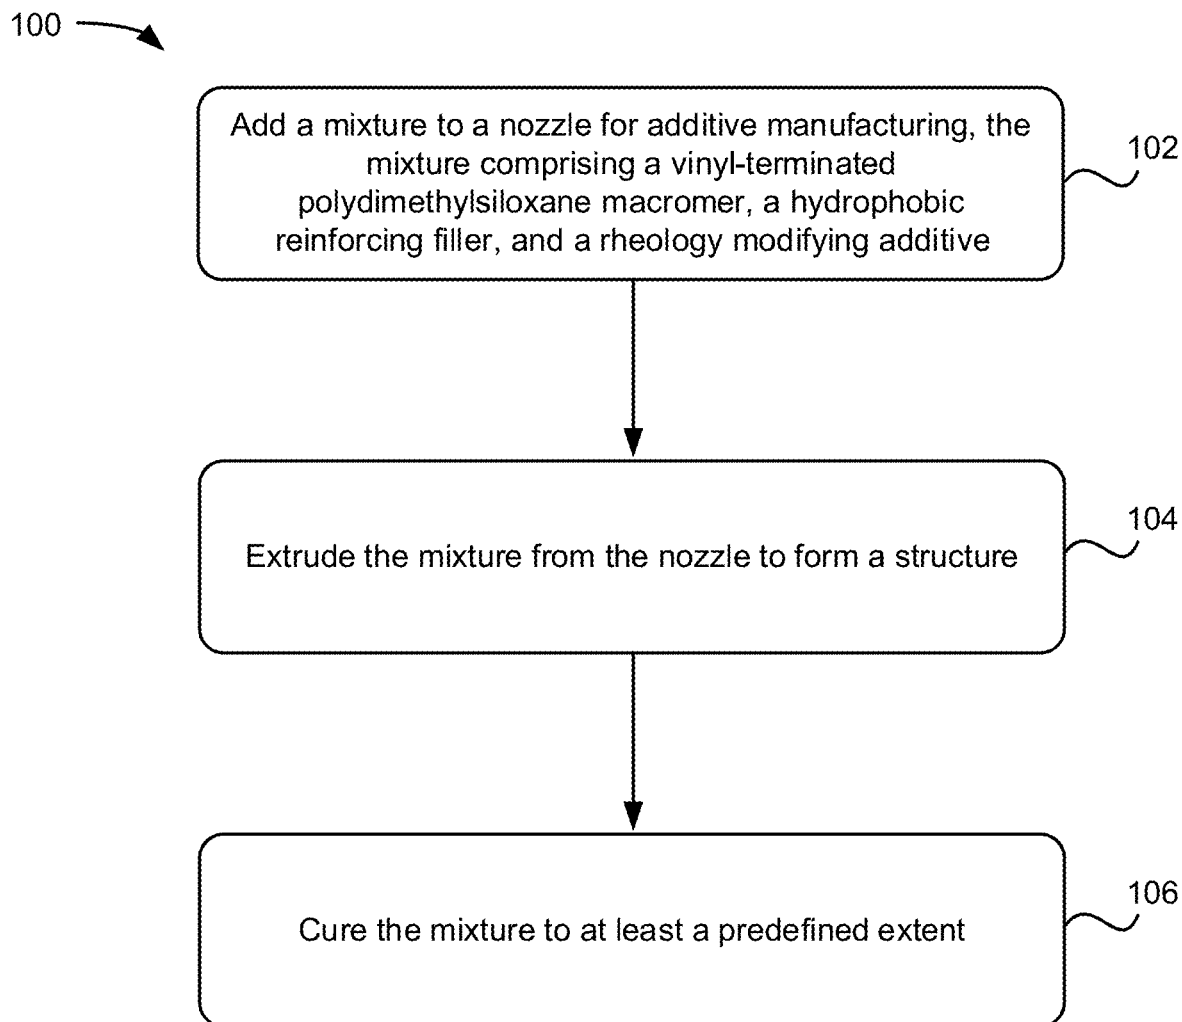 100
Add a mixture to a nozzle for additive manufacturing, the
mixture comprising a vinyl-terminated
polydimethylsiloxane macromer, a hydrophobic
reinforcing filler, and a rheology modifying additive
102
Extrude the mixture from the nozzle to form a structure
104
Cure the mixture to at least a predefined extent
106